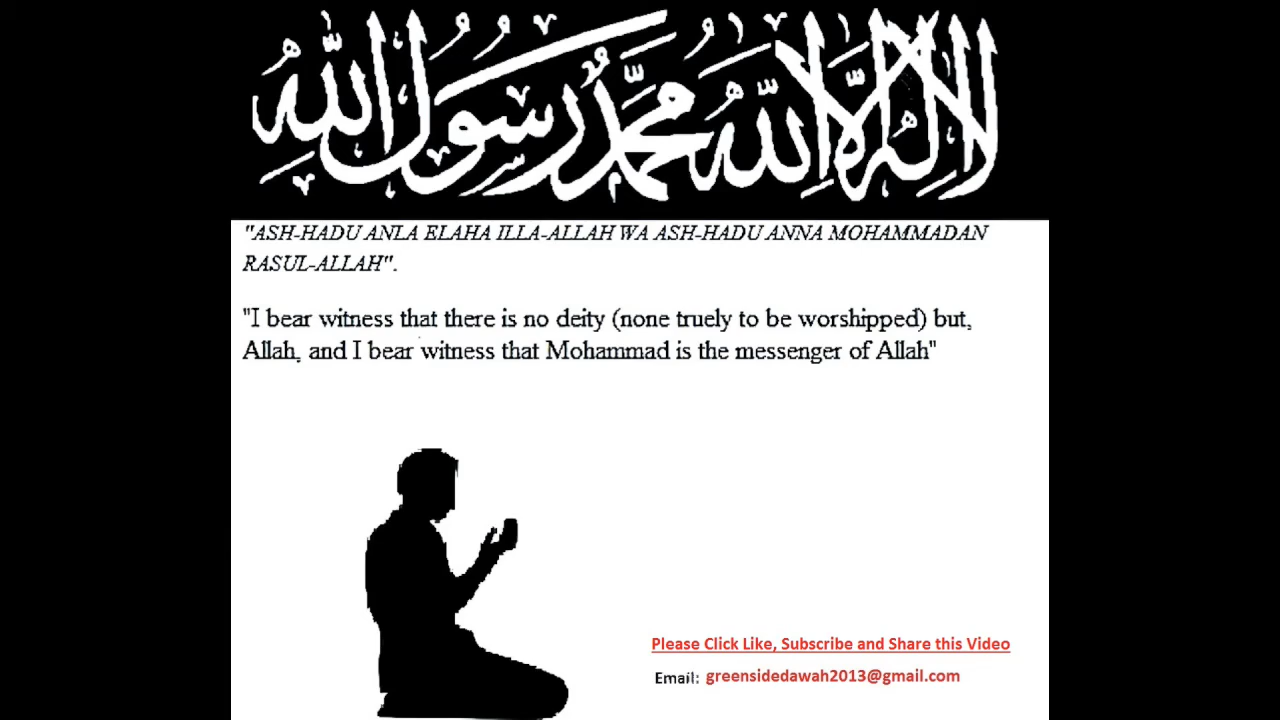 لا إله إلا الله محمد رسول الله
"ASH-HADU ANLA ELAHA ILLA-ALLAH WA ASH-HADU ANNA MOHAMMADAN
RASUL-ALLAH".
"I bear witness that there is no deity (none truely to be worshipped) but,
Allah, and I bear witness that Mohammad is the messenger of Allah"
Please Click Like, Subscribe and Share this Video
Email: greensidedawah2013@gmail.com